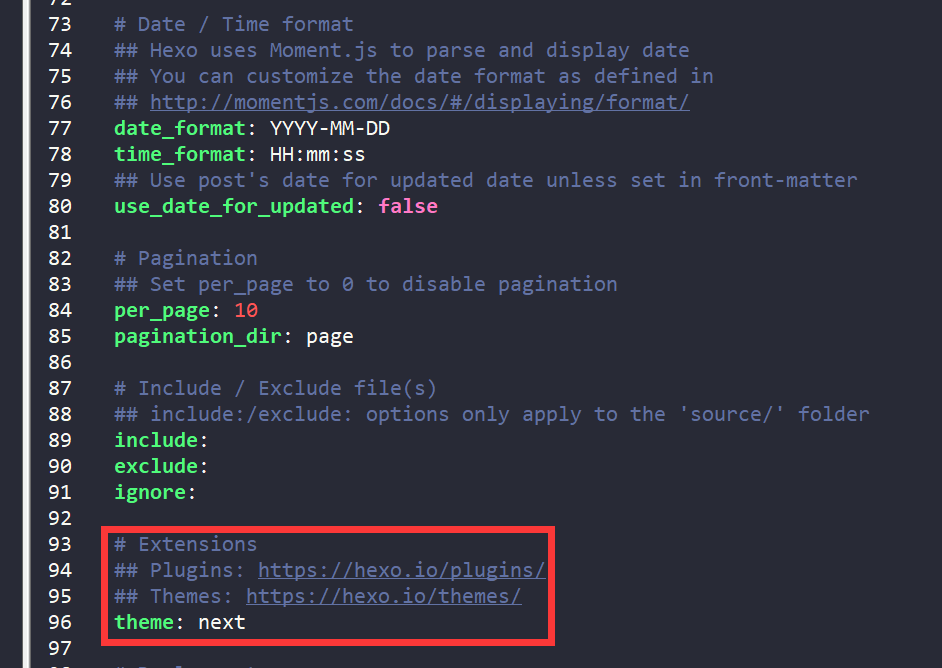 73 # Date / Time format
74 ## Hexo uses Moment.js to parse and display date
75 ## You can customize the date format as defined in
76 ## http://momentjs.com/docs/#/displaying/format/
77 date_format: YYYY-MM-DD
78 time_format: HH:mm:ss
79 ## Use post's date for updated date unless set in front-matter
80 use_date_for_updated: false
81
82 # Pagination
83 ## Set per_page to 0 to disable pagination
84 per_page: 10
85 pagination_dir: page
86
87 # Include / Exclude file(s)
88 ## include:/exclude: options only apply to the 'source/' folder
89 include:
90 exclude:
91 ignore:
92
93 # Extensions
94 ## Plugins: https://hexo.io/plugins/
95 ## Themes: https://hexo.io/themes/
96 theme: next
97